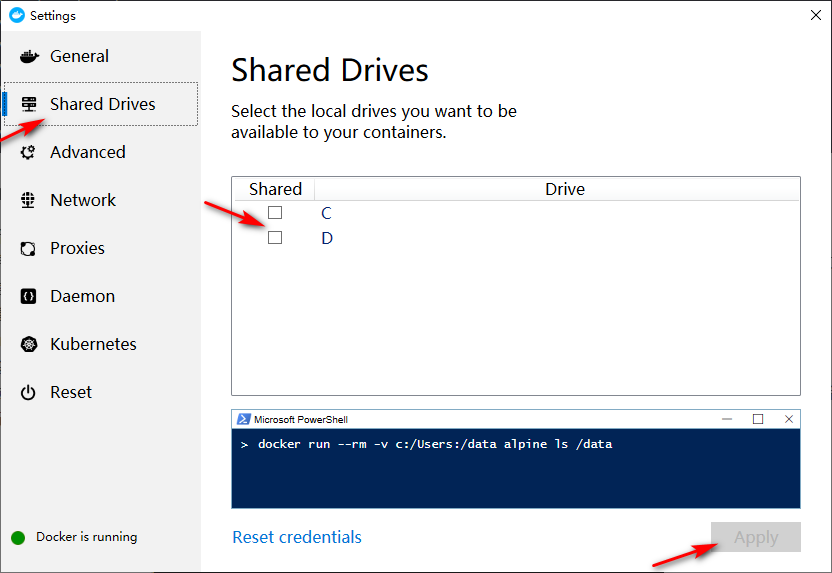 Settings
General
Shared Drives
Advanced
Network
Proxies
Daemon
Kubernetes
Reset
Docker is running
Shared Drives
Select the local drives you want to be
available to your containers.
Shared Drive
C
D
Microsoft PowerShell
> docker run --rm -v c:/Users:/data alpine ls /data
Reset credentials
Apply